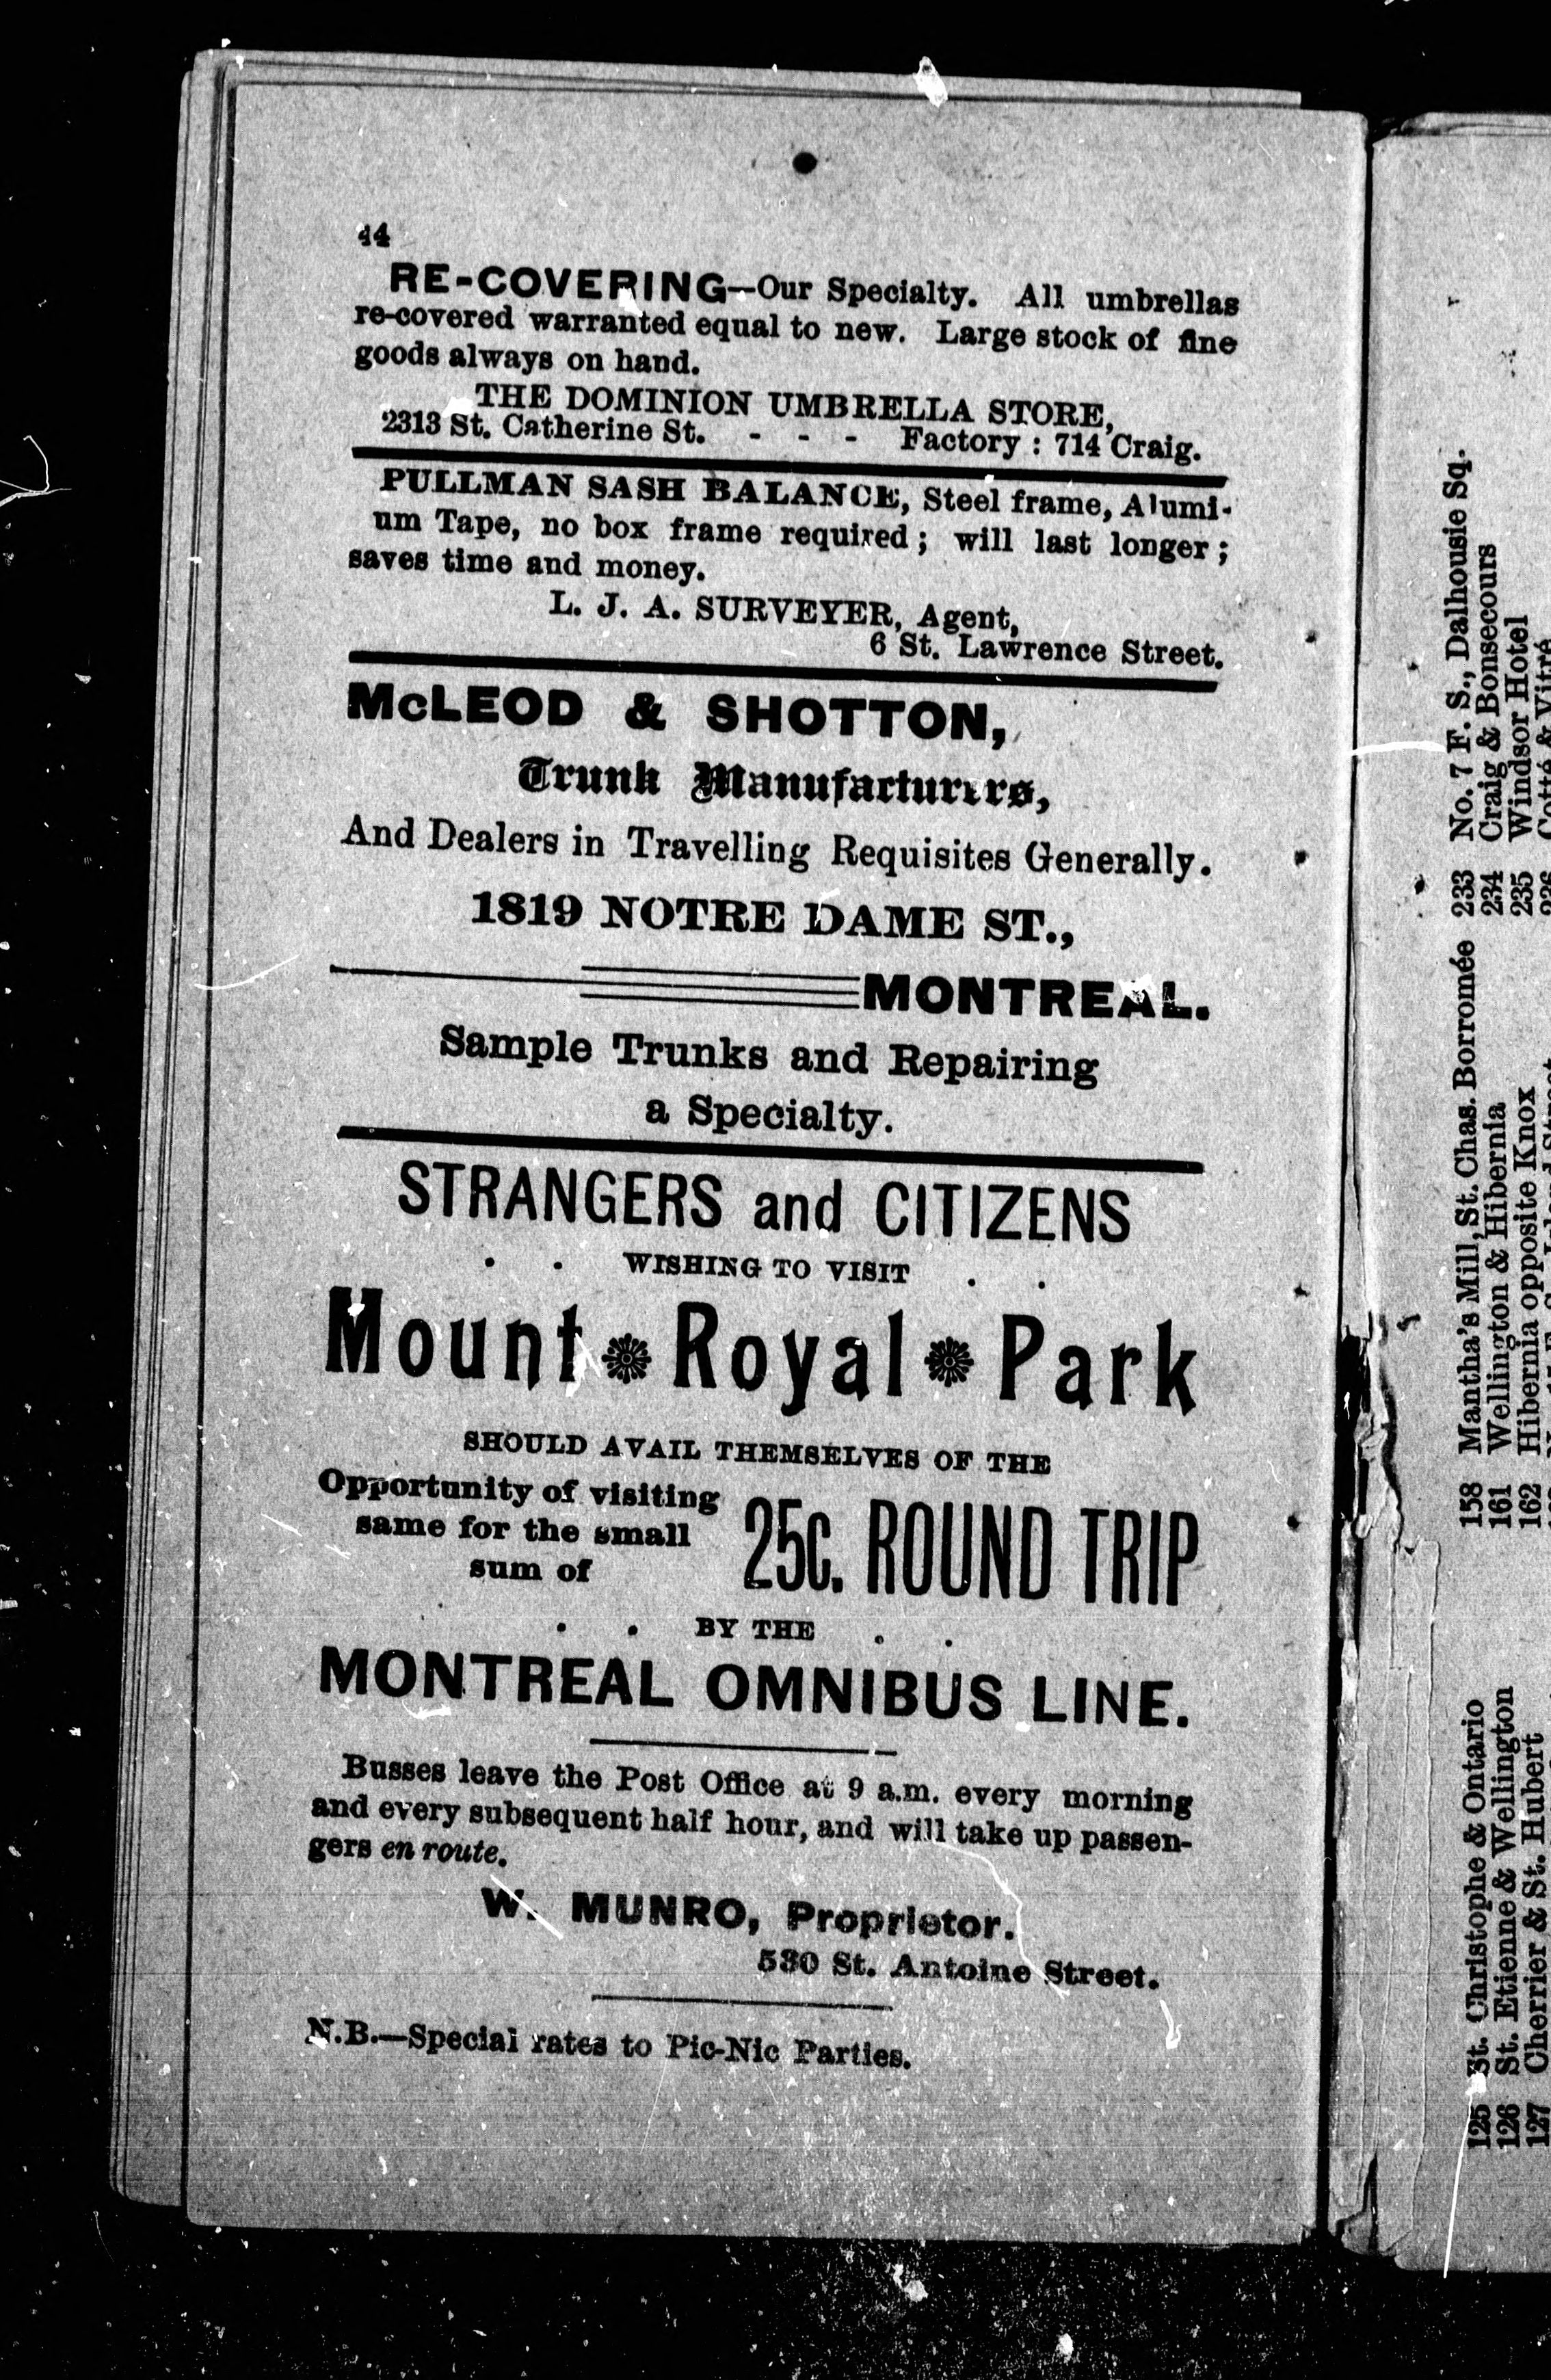 44
RE-COVERING—Our Specialty. All umbrellas
re-covered warranted equal to new. Large stock of fine
goods always on hand.
THE DOMINION UMBRELLA STORE,
2313 St. Catherine St. - - - Factory : 714 Craig.
PULLMAN SASH BALANCE, Steel frame, Alumi-
um Tape, no box frame required ; will last longer ;
saves time and money.
L. J. A. SURVEYER, Agent,
6 St. Lawrence Street.
McLEOD & SHOTTON,
Trunk Manufacturers,
And Dealers in Travelling Requisites Generally.
1819 NOTRE DAME ST.,
MONTREAL.
Sample Trunks and Repairing
a Specialty.
STRANGERS and CITIZENS
. . WISHING TO VISIT . .
Mount Royal Park
SHOULD AVAIL THEMSELVES OF THE
Opportunity of visiting
same for the small
sum of
25c. ROUND TRIP
. . BY THE . .
MONTREAL OMNIBUS LINE.
Busses leave the Post Office at 9 a.m. every morning
and every subsequent half hour, and will take up passen-
gers en route.
W. MUNRO, Proprietor.
530 St. Antoine Street.
N.B.—Special rates to Pic-Nic Parties.
125 St. Christophe & Ontario
126 St. Etienne & Wellington
127 Cherrier & St. Hubert
158 Mantha's Mill, St. Chas. Borromée
161 Wellington & Hibernia
162 Hibernia opposite Knox
233 No. 7 F. S., Dalhousie Sq.
234 Craig & Bonsecours
235 Windsor Hotel
236 Cotté & Vitré